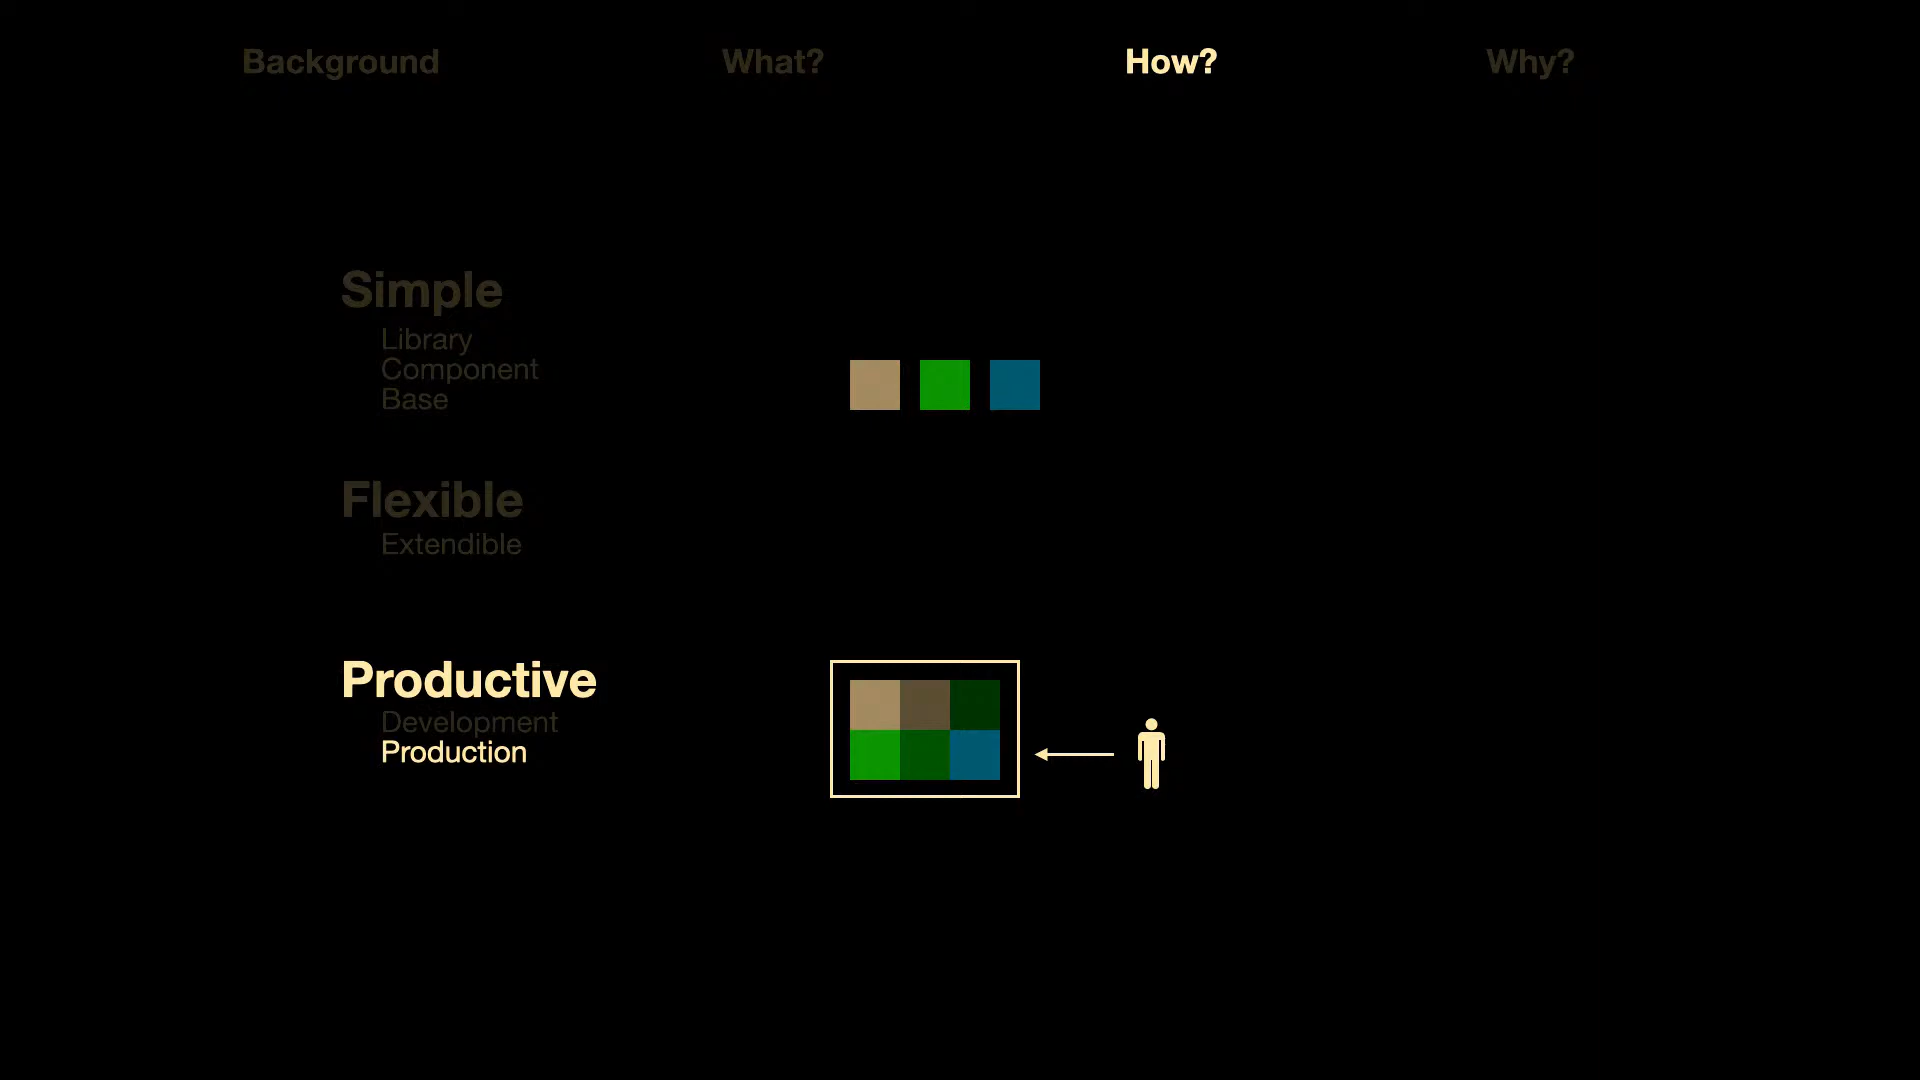 Background What? How? Why?
Simple
Library
Component
Base
Flexible
Extendible
Productive
Development
Production